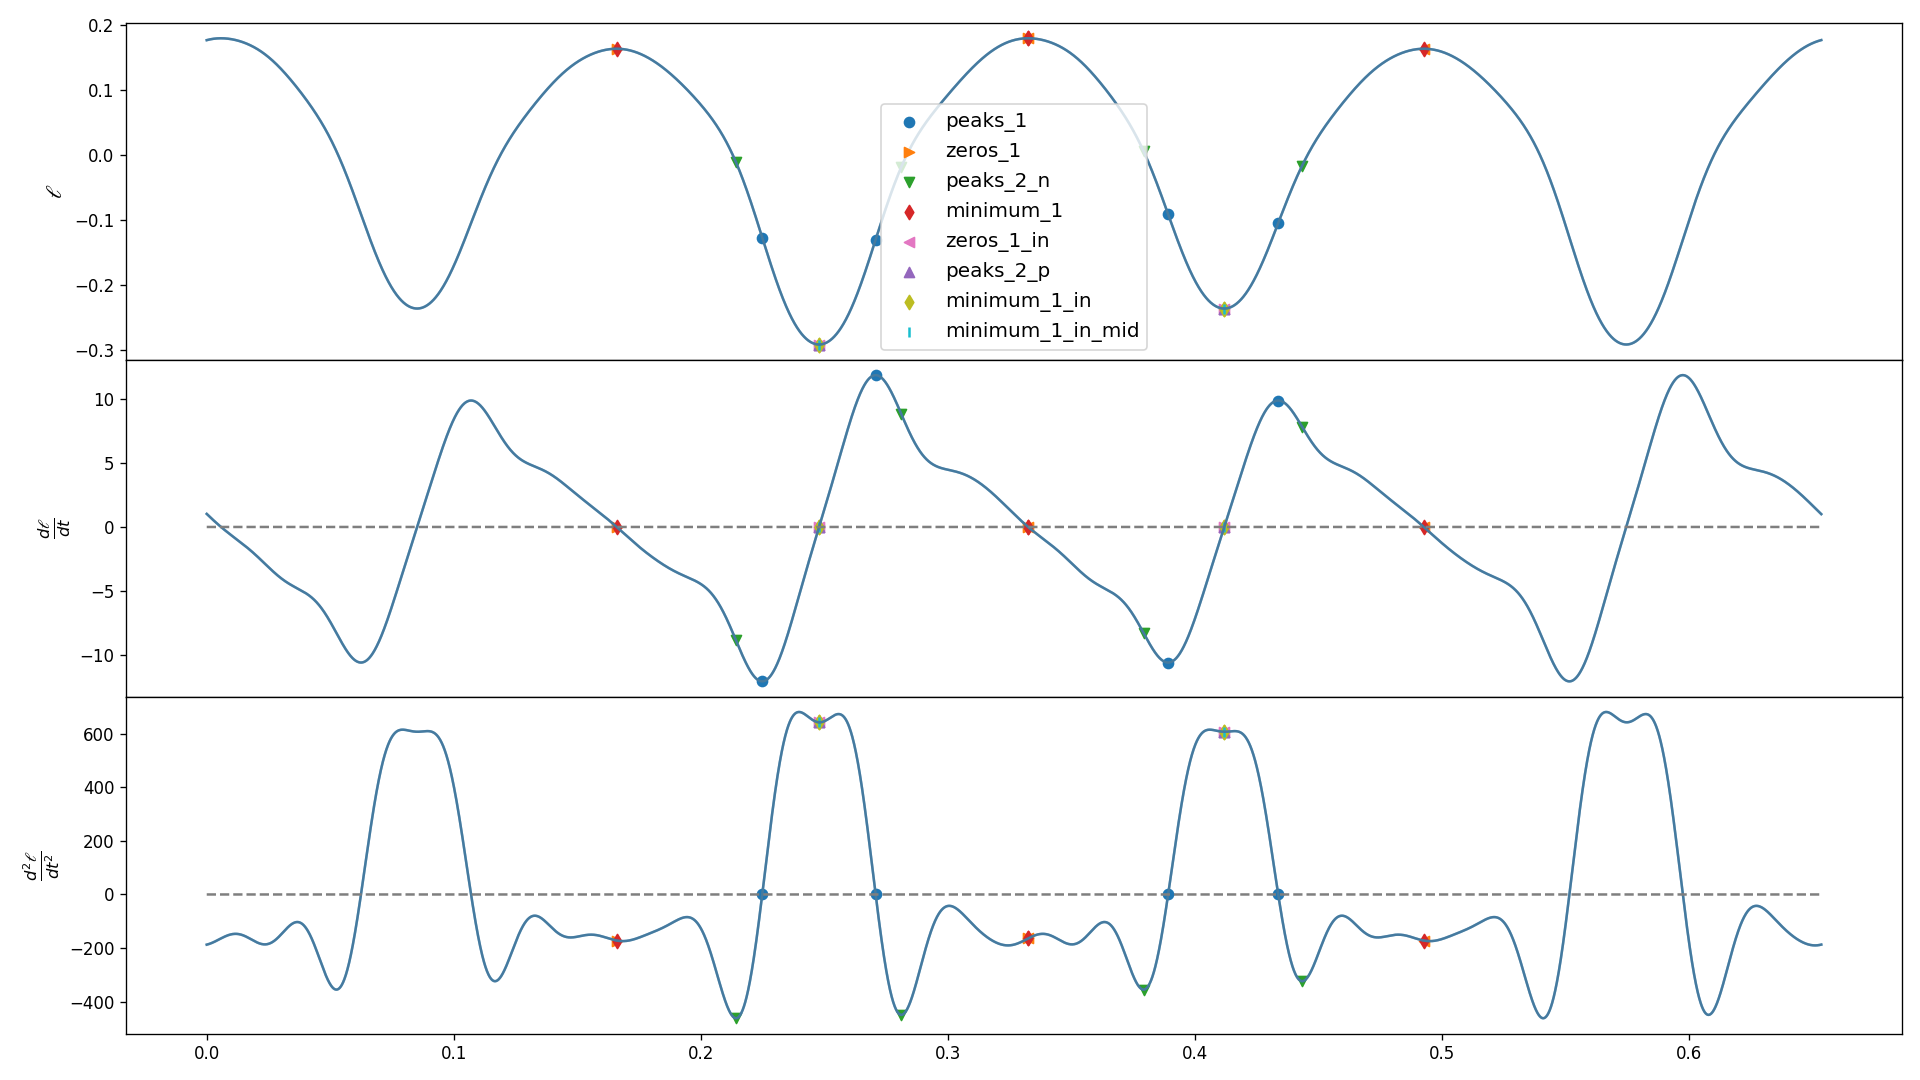 0.2
0.1
0.0
−0.1
−0.2
−0.3
ℓ
peaks_1
zeros_1
peaks_2_n
minimum_1
zeros_1_in
peaks_2_p
minimum_1_in
minimum_1_in_mid
10
5
0
−5
−10
dℓ
dt
600
400
200
0
−200
−400
d²ℓ
dt²
0.0 0.1 0.2 0.3 0.4 0.5 0.6